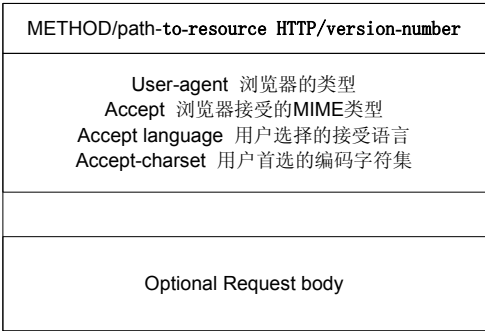 METHOD/path-to-resource HTTP/version-number
User-agent 浏览器的类型
Accept 浏览器接受的MIME类型
Accept language 用户选择的接受语言
Accept-charset 用户首选的编码字符集
Optional Request body